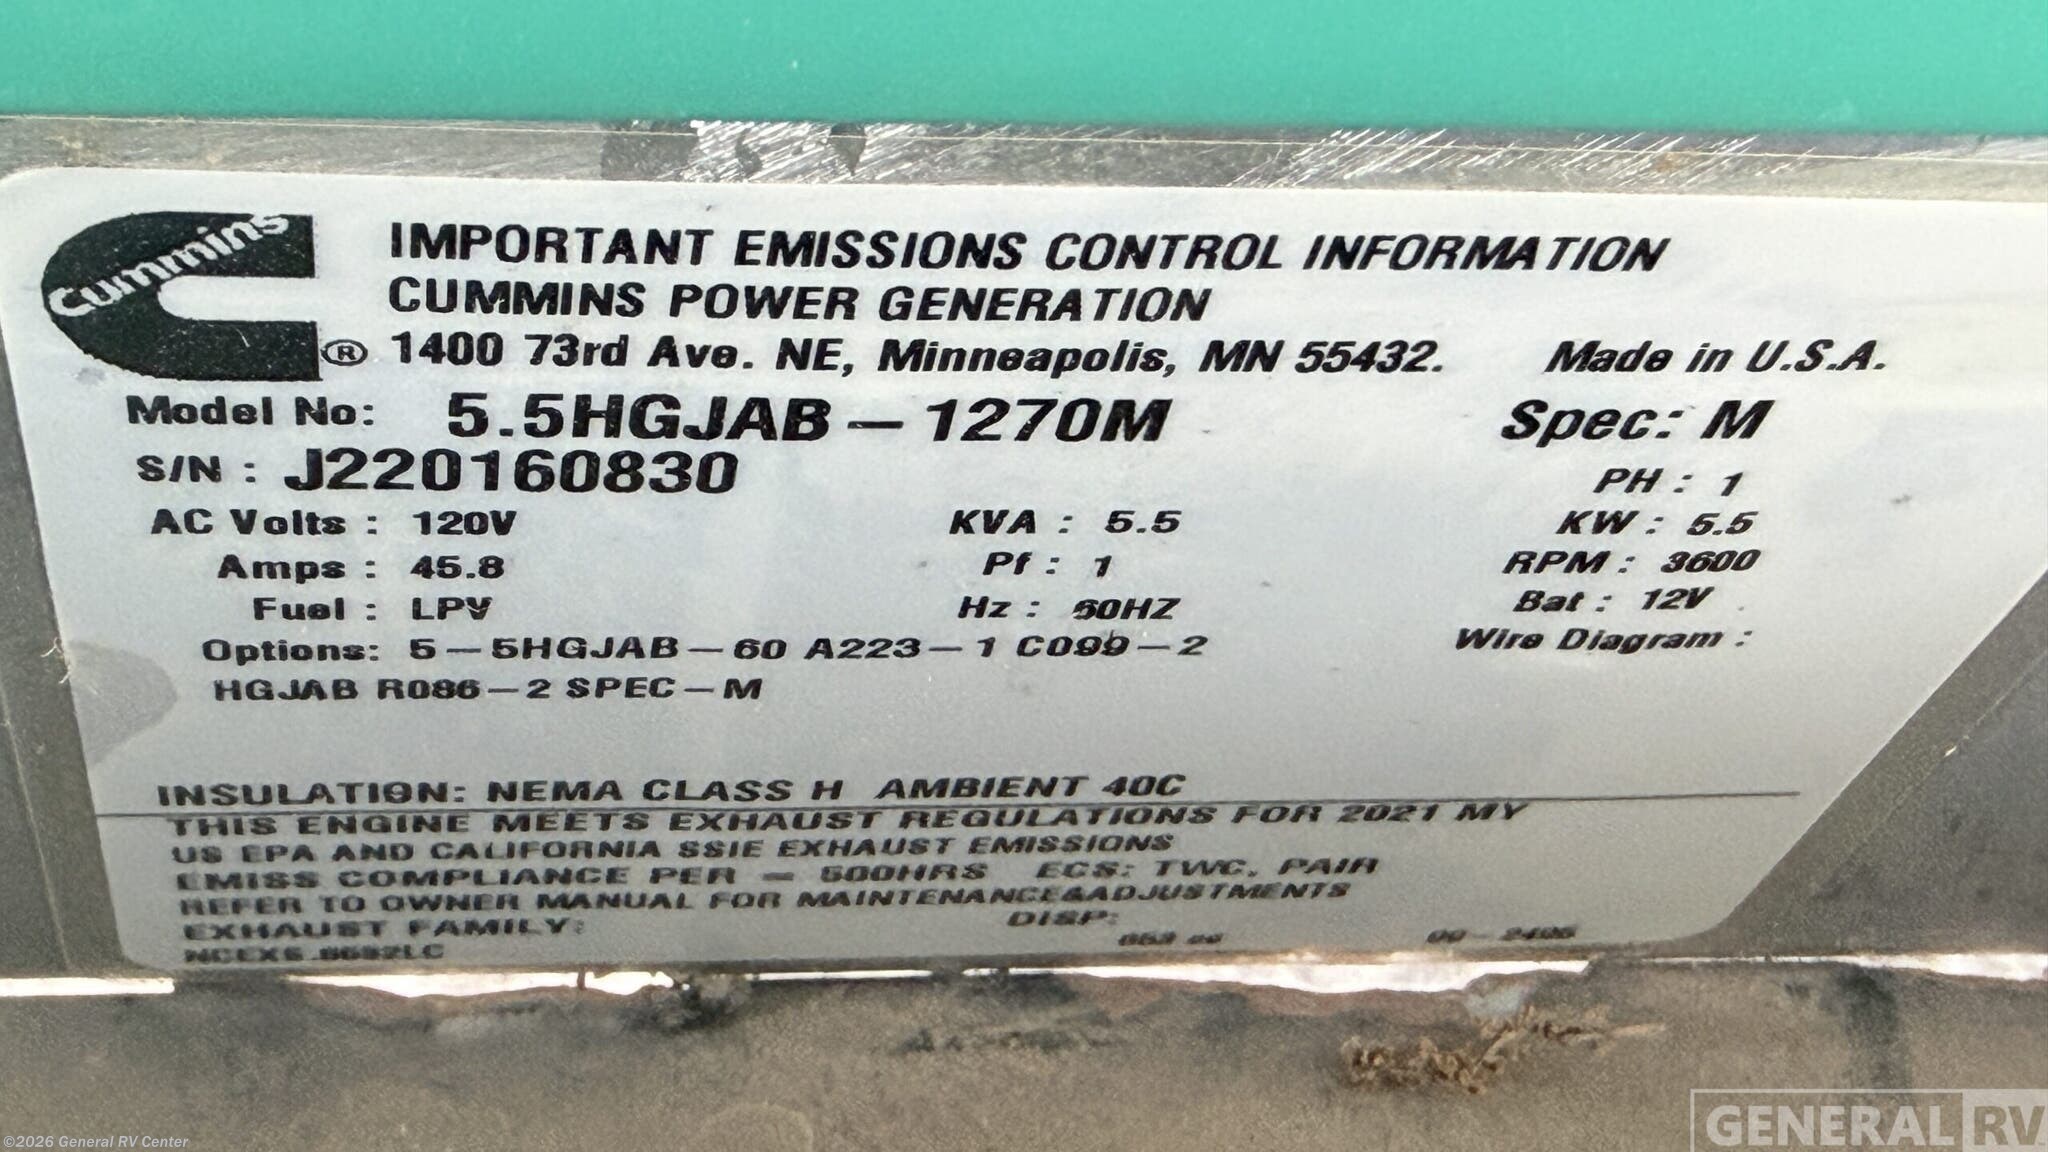 Cummins
®
IMPORTANT EMISSIONS CONTROL INFORMATION
CUMMINS POWER GENERATION
1400 73rd Ave. NE, Minneapolis, MN 55432. Made in U.S.A.
Model No: 5.5HGJAB-1270M Spec: M
S/N : J220160830 PH : 1
AC Volts : 120V KVA : 5.5 KW : 5.5
Amps : 45.8 Pf : 1 RPM : 3600
Fuel : LPV Hz : 60HZ Bat : 12V
Options: 5-5HGJAB-60 A223-1 C099-2 Wire Diagram :
HGJAB R086-2 SPEC-M
INSULATION: NEMA CLASS H AMBIENT 40C
THIS ENGINE MEETS EXHAUST REGULATIONS FOR 2021 MY
US EPA AND CALIFORNIA SSIE EXHAUST EMISSIONS
EMISS COMPLIANCE PER = 500HRS ECS: TWC, PAIR
REFER TO OWNER MANUAL FOR MAINTENANCE&ADJUSTMENTS
EXHAUST FAMILY: DISP:
©2026 General RV Center
GENERAL RV